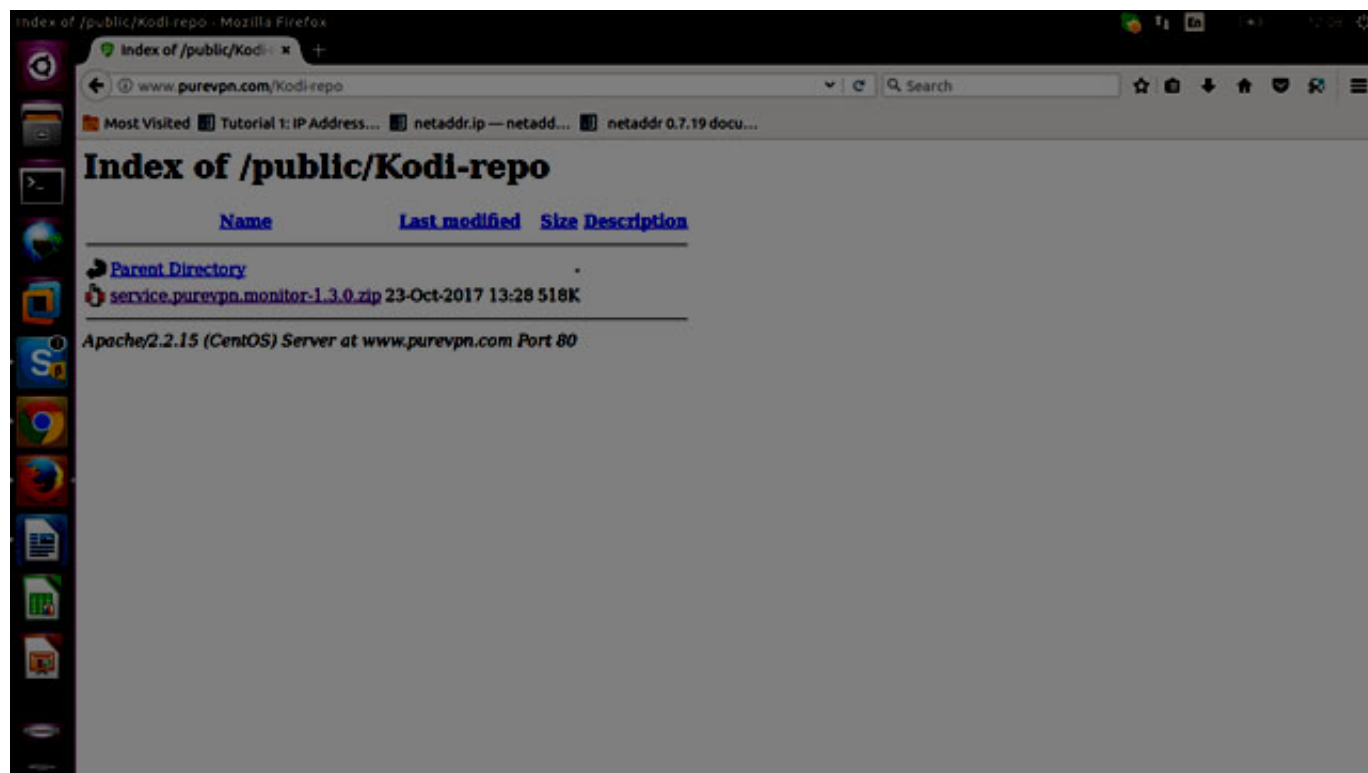 Index of /public/Kodi-repo - Mozilla Firefox
En
Index of /public/Kodi-
www.purevpn.com/Kodi-repo
Search
Most Visited Tutorial 1: IP Address... netaddr.ip — netadd... netaddr 0.7.19 docu...
Index of /public/Kodi-repo
Name Last modified Size Description
Parent Directory -
service.purevpn.monitor-1.3.0.zip 23-Oct-2017 13:28 518K
Apache/2.2.15 (CentOS) Server at www.purevpn.com Port 80